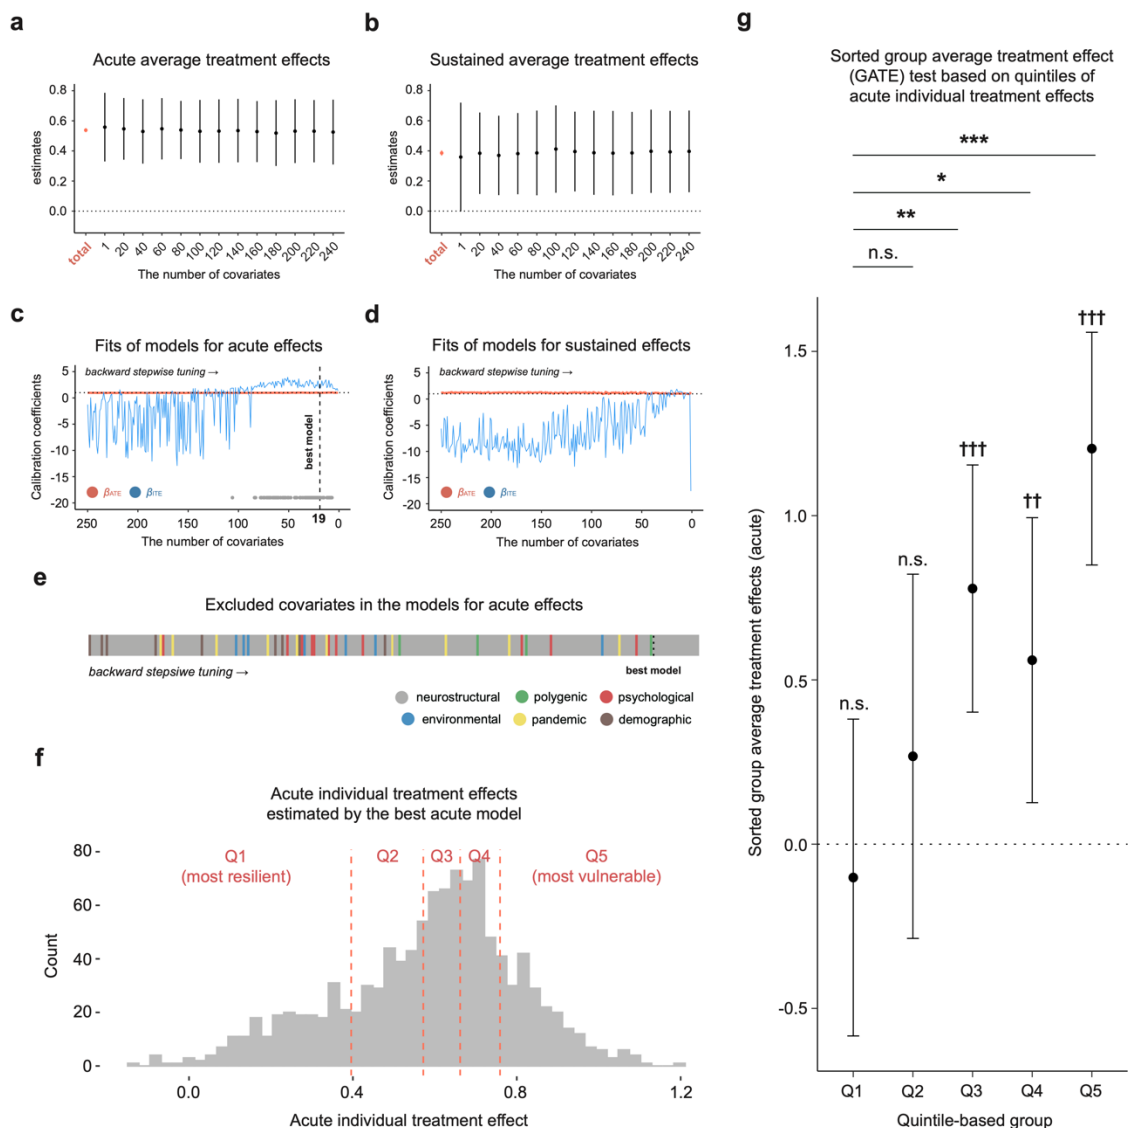 a
Acute average treatment effects
estimates
0.8
0.6
0.4
0.2
0.0
total 1 20 40 60 80 100 120 140 160 180 200 220 240
The number of covariates
b
Sustained average treatment effects
estimates
0.8
0.6
0.4
0.2
0.0
total 1 20 40 60 80 100 120 140 160 180 200 220 240
The number of covariates
c
Fits of models for acute effects
backward stepwise tuning →
Calibration coefficients
5
0
-5
-10
-15
-20
best model
βATE βITE
250 200 150 100 50 19 0
The number of covariates
d
Fits of models for sustained effects
backward stepwise tuning →
Calibration coefficients
5
0
-5
-10
-15
-20
βATE βITE
250 200 150 100 50 0
The number of covariates
e
Excluded covariates in the models for acute effects
backward stepsiwe tuning →
best model
neurostructural polygenic psychological
environmental pandemic demographic
f
Acute individual treatment effects
estimated by the best acute model
Count
80 -
60 -
40 -
20 -
0 -
Q1
(most resilient)
Q2
Q3
Q4
Q5
(most vulnerable)
0.0 0.4 0.8 1.2
Acute individual treatment effect
g
Sorted group average treatment effect
(GATE) test based on quintiles of
acute individual treatment effects
***
*
**
n.s.
Sorted group average treatment effects (acute)
1.5
1.0
0.5
0.0
-0.5
n.s.
n.s.
†††
††
†††
Q1 Q2 Q3 Q4 Q5
Quintile-based group